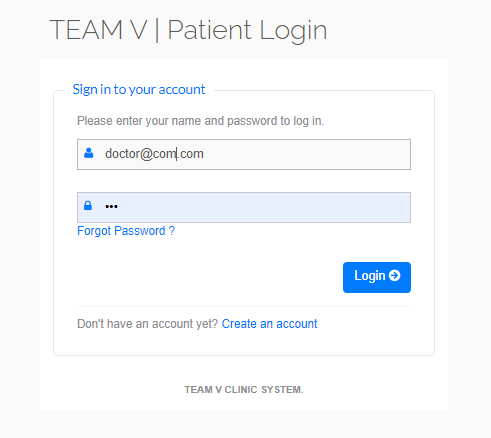 TEAM V | Patient Login
Sign in to your account
Please enter your name and password to log in.
doctor@com.com
•••
Forgot Password ?
Login
Don't have an account yet? Create an account
TEAM V CLINIC SYSTEM.